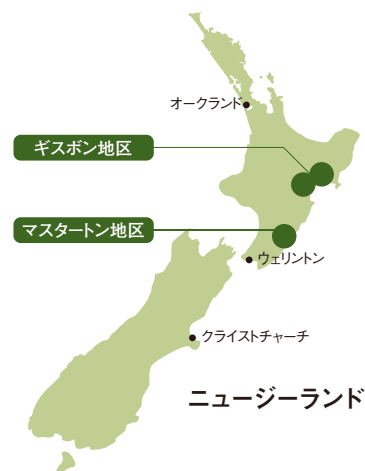 オークランド
ギスボン地区
マスタートン地区
ウェリントン
クライストチャーチ
ニュージーランド